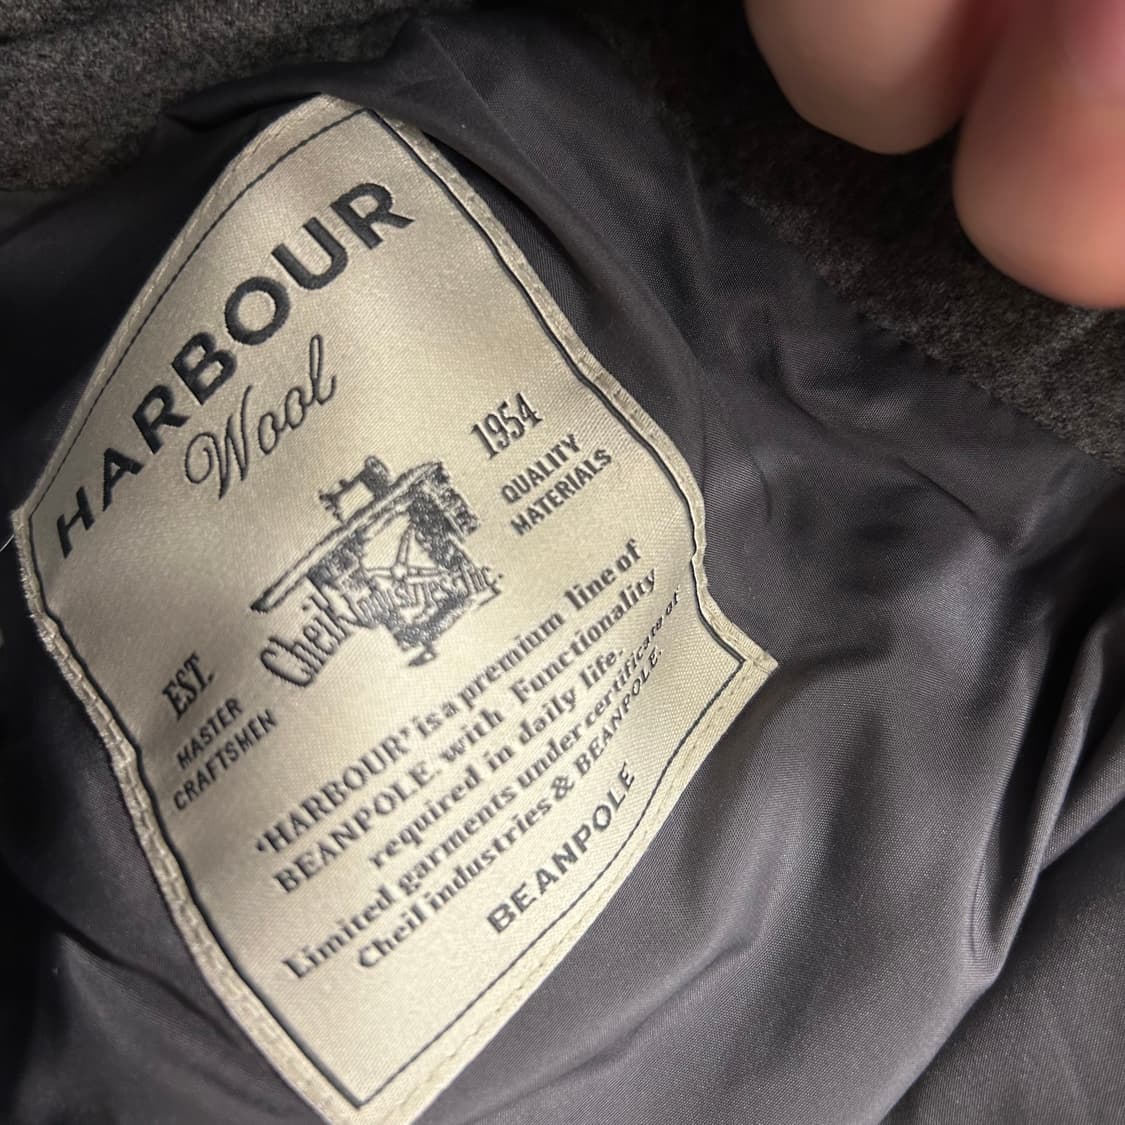 HARBOUR
Wool
EST.
1954
MASTER
CRAFTSMEN
QUALITY
MATERIALS
Cheil Industries Inc.
‘HARBOUR’ is a premium line of
BEANPOLE. with Functionality
required in daily life.
Limited garments under certificate of
Cheil industries & BEANPOLE.
BEANPOLE